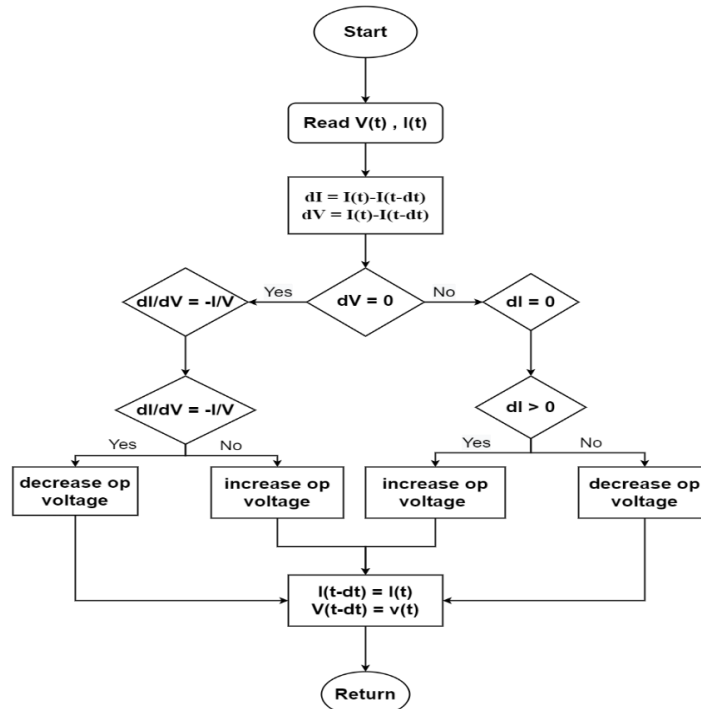 Start
Read V(t) , I(t)
dI = I(t)-I(t-dt)
dV = I(t)-I(t-dt)
dI/dV = -I/V
Yes
dV = 0
No
dI = 0
dI/dV = -I/V
dI > 0
Yes
No
Yes
No
decrease op
voltage
increase op
voltage
increase op
voltage
decrease op
voltage
I(t-dt) = I(t)
V(t-dt) = v(t)
Return